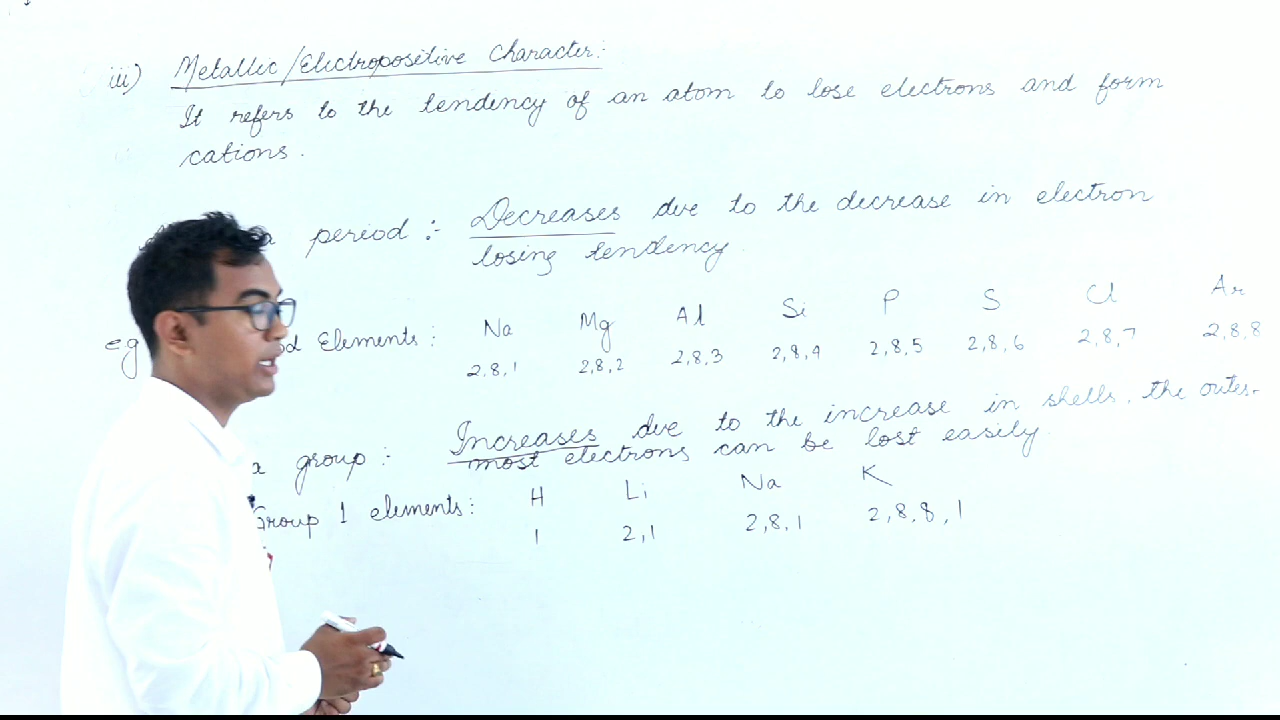 iii) Metallic/Electropositive Character:
It refers to the tendency of an atom to lose electrons and form
cations.
a period: Decreases due to the decrease in electron
losing tendency
eg Elements: Na Mg Al Si P S Cl Ar
2,8,1 2,8,2 2,8,3 2,8,4 2,8,5 2,8,6 2,8,7 2,8,8
a group: Increases due to the increase in shells, the outer-
most electrons can be lost easily.
Group 1 elements: H Li Na K
1 2,1 2,8,1 2,8,8,1